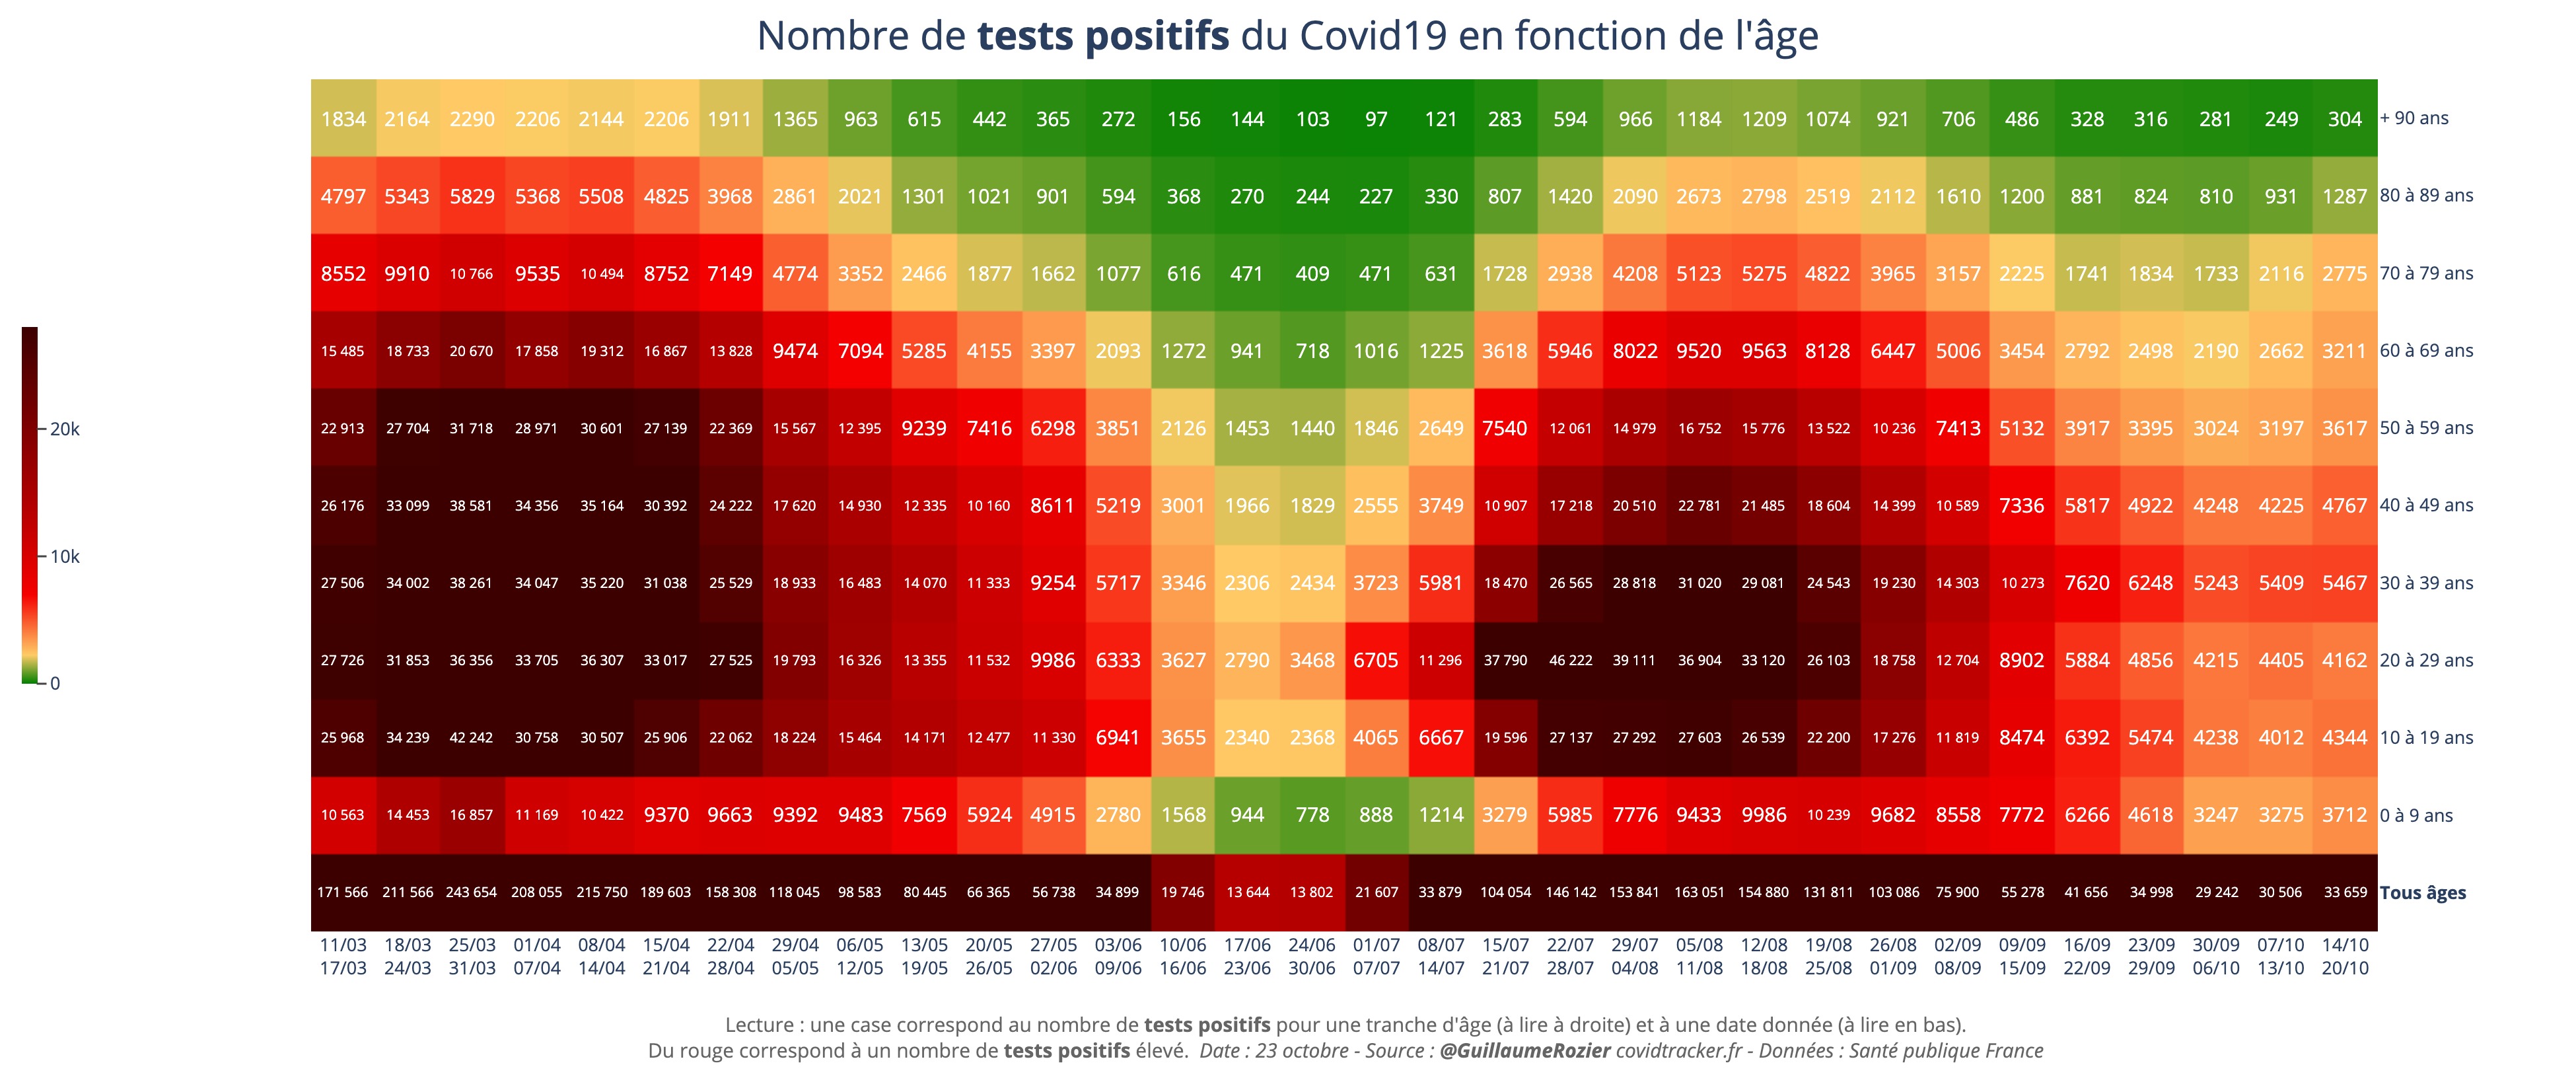 Nombre de tests positifs du Covid19 en fonction de l'âge
1834 2164 2290 2206 2144 2206 1911 1365 963 615 442 365 272 156 144 103 97 121 283 594 966 1184 1209 1074 921 706 486 328 316 281 249 304 + 90 ans
4797 5343 5829 5368 5508 4825 3968 2861 2021 1301 1021 901 594 368 270 244 227 330 807 1420 2090 2673 2798 2519 2112 1610 1200 881 824 810 931 1287 80 à 89 ans
8552 9910 10 766 9535 10 494 8752 7149 4774 3352 2466 1877 1662 1077 616 471 409 471 631 1728 2938 4208 5123 5275 4822 3965 3157 2225 1741 1834 1733 2116 2775 70 à 79 ans
15 485 18 733 20 670 17 858 19 312 16 867 13 828 9474 7094 5285 4155 3397 2093 1272 941 718 1016 1225 3618 5946 8022 9520 9563 8128 6447 5006 3454 2792 2498 2190 2662 3211 60 à 69 ans
20k 22 913 27 704 31 718 28 971 30 601 27 139 22 369 15 567 12 395 9239 7416 6298 3851 2126 1453 1440 1846 2649 7540 12 061 14 979 16 752 15 776 13 522 10 236 7413 5132 3917 3395 3024 3197 3617 50 à 59 ans
26 176 33 099 38 581 34 356 35 164 30 392 24 222 17 620 14 930 12 335 10 160 8611 5219 3001 1966 1829 2555 3749 10 907 17 218 20 510 22 781 21 485 18 604 14 399 10 589 7336 5817 4922 4248 4225 4767 40 à 49 ans
10k
27 506 34 002 38 261 34 047 35 220 31 038 25 529 18 933 16 483 14 070 11 333 9254 5717 3346 2306 2434 3723 5981 18 470 26 565 28 818 31 020 29 081 24 543 19 230 14 303 10 273 7620 6248 5243 5409 5467 30 à 39 ans
27 726 31 853 36 356 33 705 36 307 33 017 27 525 19 793 16 326 13 355 11 532 9986 6333 3627 2790 3468 6705 11 296 37 790 46 222 39 111 36 904 33 120 26 103 18 758 12 704 8902 5884 4856 4215 4405 4162 20 à 29 ans
0
25 968 34 239 42 242 30 758 30 507 25 906 22 062 18 224 15 464 14 171 12 477 11 330 6941 3655 2340 2368 4065 6667 19 596 27 137 27 292 27 603 26 539 22 200 17 276 11 819 8474 6392 5474 4238 4012 4344 10 à 19 ans
10 563 14 453 16 857 11 169 10 422 9370 9663 9392 9483 7569 5924 4915 2780 1568 944 778 888 1214 3279 5985 7776 9433 9986 10 239 9682 8558 7772 6266 4618 3247 3275 3712 0 à 9 ans
171 566 211 566 243 654 208 055 215 750 189 603 158 308 118 045 98 583 80 445 66 365 56 738 34 899 19 746 13 644 13 802 21 607 33 879 104 054 146 142 153 841 163 051 154 880 131 811 103 086 75 900 55 278 41 656 34 998 29 242 30 506 33 659 Tous âges
11/03 18/03 25/03 01/04 08/04 15/04 22/04 29/04 06/05 13/05 20/05 27/05 03/06 10/06 17/06 24/06 01/07 08/07 15/07 22/07 29/07 05/08 12/08 19/08 26/08 02/09 09/09 16/09 23/09 30/09 07/10 14/10
17/03 24/03 31/03 07/04 14/04 21/04 28/04 05/05 12/05 19/05 26/05 02/06 09/06 16/06 23/06 30/06 07/07 14/07 21/07 28/07 04/08 11/08 18/08 25/08 01/09 08/09 15/09 22/09 29/09 06/10 13/10 20/10
Lecture : une case correspond au nombre de tests positifs pour une tranche d'âge (à lire à droite) et à une date donnée (à lire en bas).
Du rouge correspond à un nombre de tests positifs élevé. Date : 23 octobre - Source : @GuillaumeRozier covidtracker.fr - Données : Santé publique France